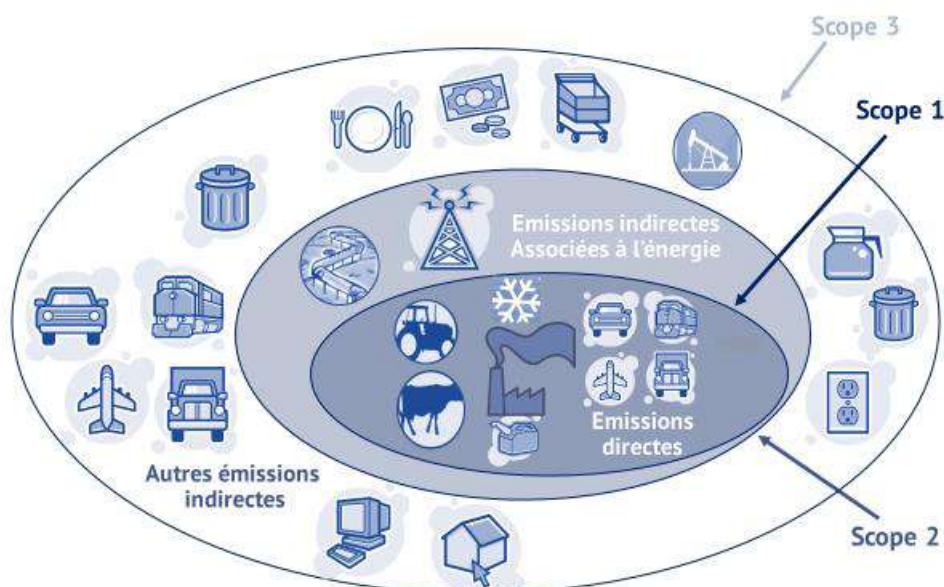 Scope 3
Scope 1
Emissions indirectes
Associées à l'énergie
Emissions
directes
Autres émissions
indirectes
Scope 2